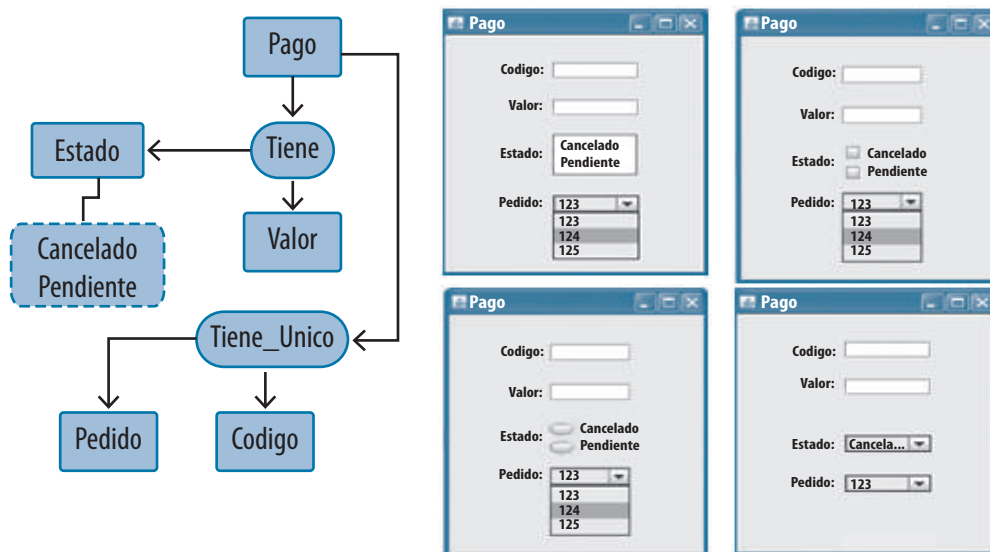 Pago
Tiene
Estado
Valor
Cancelado
Pendiente
Tiene_Unico
Pedido
Codigo
Pago
Codigo:
Valor:
Estado:
Cancelado
Pendiente
Pedido:
123
123
124
125
Pago
Codigo:
Valor:
Estado:
Cancelado
Pendiente
Pedido:
123
123
124
125
Pago
Codigo:
Valor:
Estado:
Cancelado
Pendiente
Pedido:
123
123
124
125
Pago
Codigo:
Valor:
Estado:
Cancela...
Pedido:
123